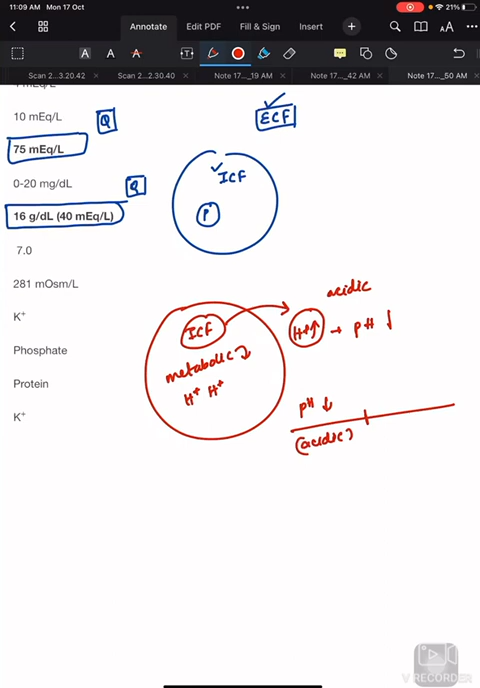 11:09 AM Mon 17 Oct
21%
Annotate Edit PDF Fill & Sign Insert
Scan 2...3.20.42 × Scan 2...2.30.40 × Note 17..._19 AM × Note 17..._42 AM × Note 17..._50 AM ×
10 mEq/L
Q
ECF
75 mEq/L
ICF
0-20 mg/dL
Q
P
16 g/dL (40 mEq/L)
7.0
281 mOsm/L
acidic
K⁺
ICF
H⁺↑ → pH ↓
Phosphate
metabolic
H⁺ H⁺
Protein
pH ↓
K⁺
(acidic)
V RECORDER